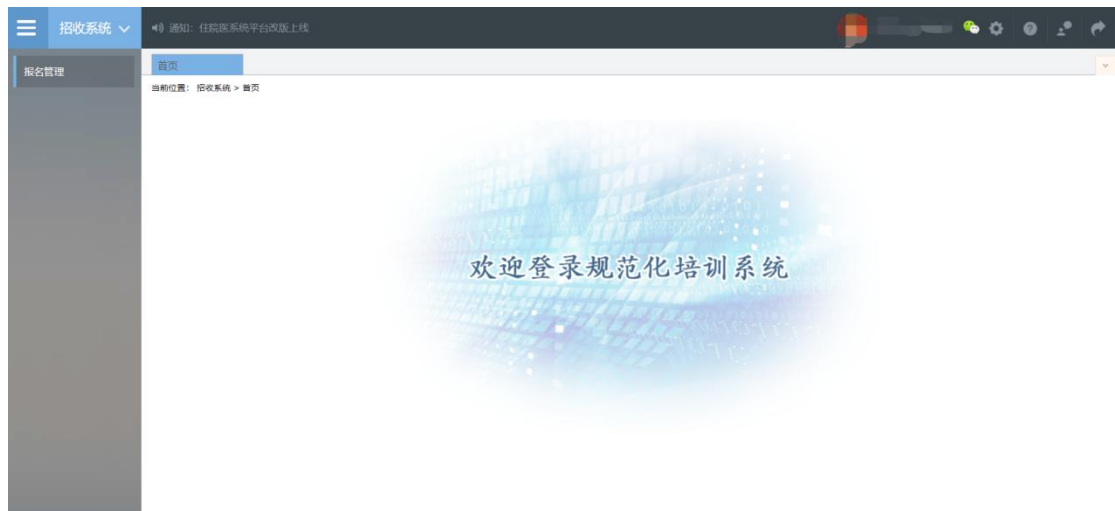 招收系统
通知：住院医系统平台改版上线
报名管理
首页
当前位置： 招收系统 > 首页
欢迎登录规范化培训系统